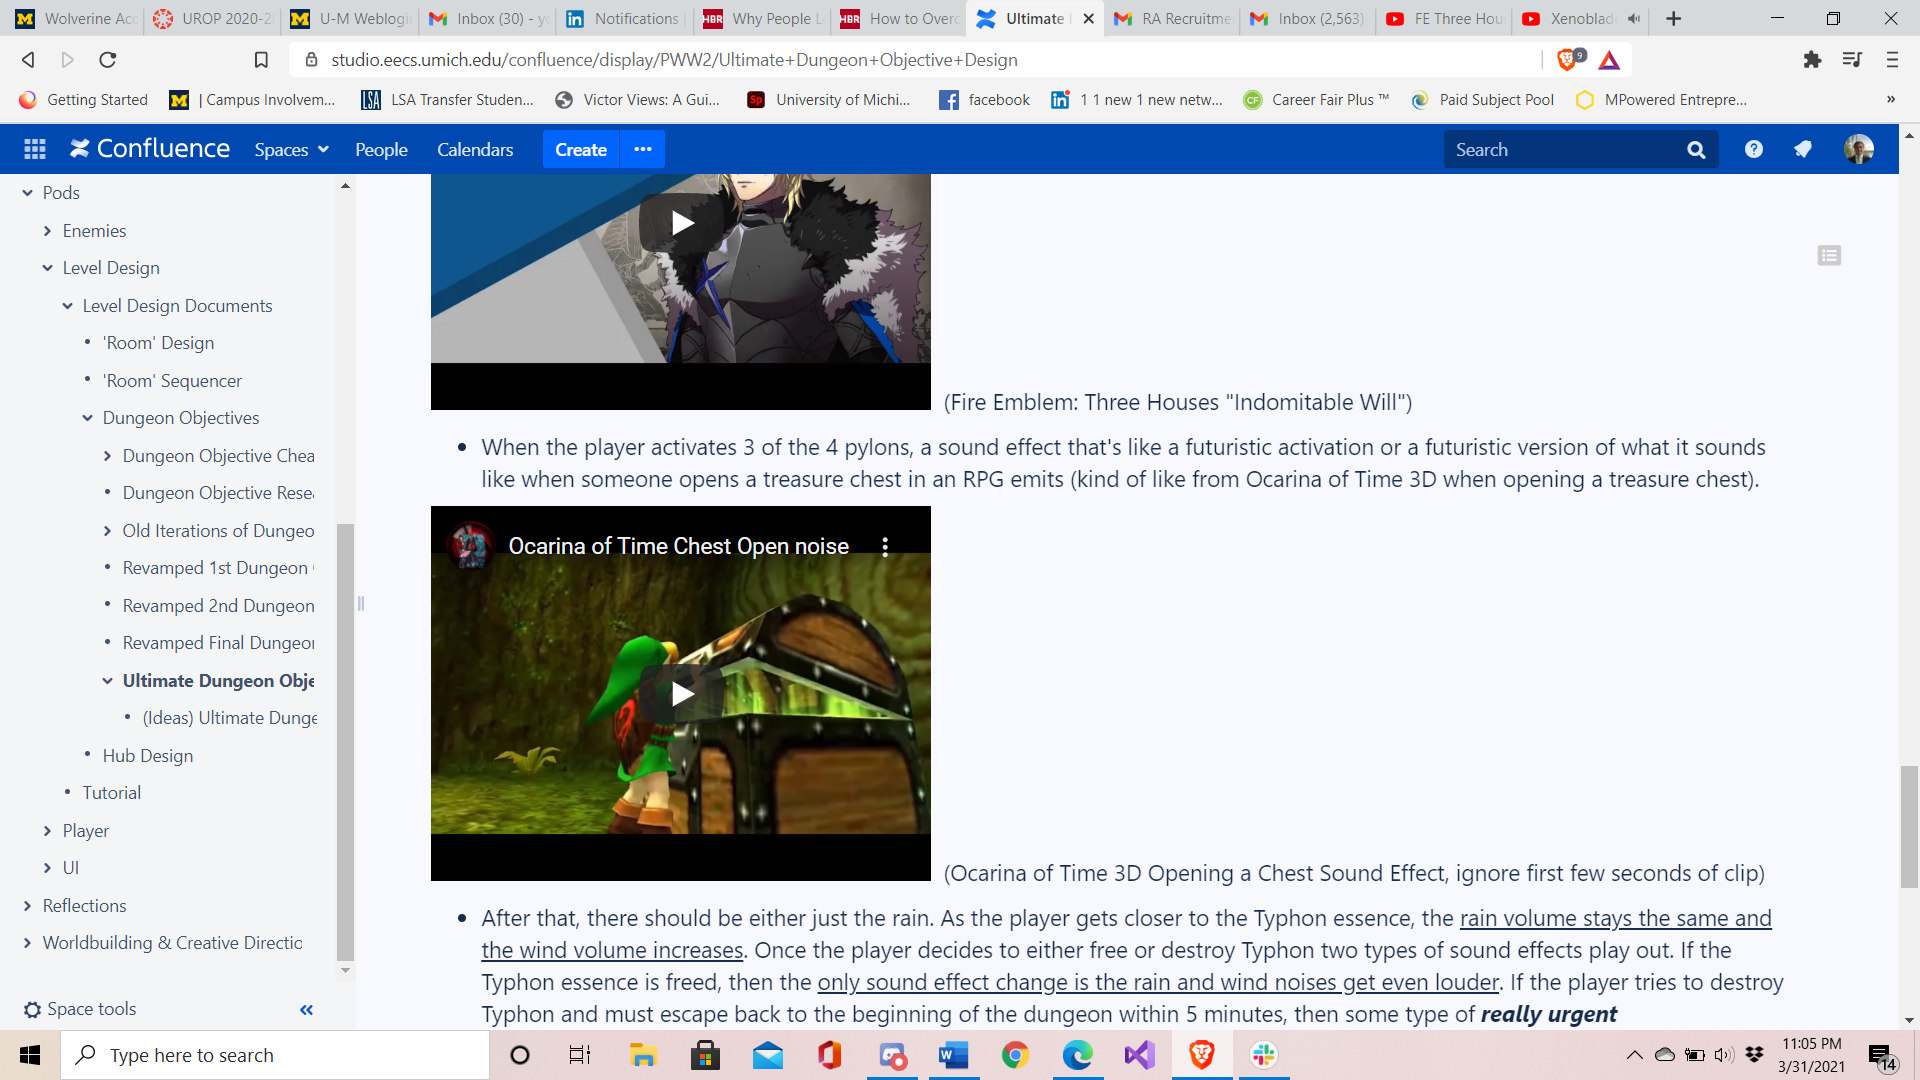 Wolverine Acc
UROP 2020-2
U-M Weblogi
Inbox (30) - y
Notifications |
HBR
Why People L
HBR
How to Overc
Ultimate
RA Recruitme
Inbox (2,563)
FE Three Hou
Xenoblad
studio.eecs.umich.edu/confluence/display/PWW2/Ultimate+Dungeon+Objective+Design
9
Getting Started
| Campus Involvem...
LSA
LSA Transfer Studen...
Victor Views: A Gui...
Sp
University of Michi...
facebook
1 1 new 1 new netw...
CF
Career Fair Plus ™
Paid Subject Pool
MPowered Entrepre...
»
Confluence
Spaces
People
Calendars
Create
Search
Pods
Enemies
Level Design
Level Design Documents
'Room' Design
'Room' Sequencer
Dungeon Objectives
Dungeon Objective Chea
Dungeon Objective Rese
Old Iterations of Dungeo
Revamped 1st Dungeon
Revamped 2nd Dungeon
Revamped Final Dungeon
Ultimate Dungeon Obje
(Ideas) Ultimate Dunge
Hub Design
Tutorial
Player
UI
Reflections
Worldbuilding & Creative Directio
Space tools
(Fire Emblem: Three Houses "Indomitable Will")
• When the player activates 3 of the 4 pylons, a sound effect that's like a futuristic activation or a futuristic version of what it sounds
like when someone opens a treasure chest in an RPG emits (kind of like from Ocarina of Time 3D when opening a treasure chest).
Ocarina of Time Chest Open noise
(Ocarina of Time 3D Opening a Chest Sound Effect, ignore first few seconds of clip)
• After that, there should be either just the rain. As the player gets closer to the Typhon essence, the rain volume stays the same and
the wind volume increases. Once the player decides to either free or destroy Typhon two types of sound effects play out. If the
Typhon essence is freed, then the only sound effect change is the rain and wind noises get even louder. If the player tries to destroy
Typhon and must escape back to the beginning of the dungeon within 5 minutes, then some type of really urgent
Type here to search
11:05 PM
3/31/2021
14